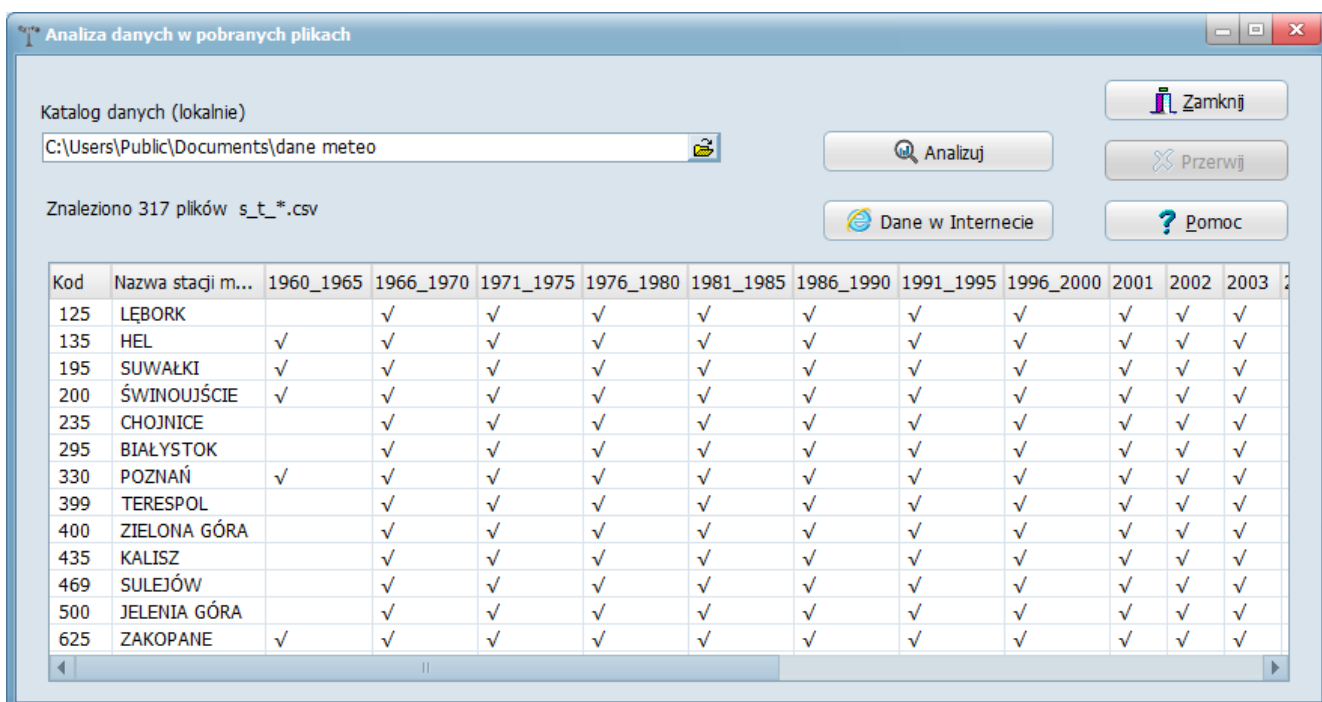 Analiza danych w pobranych plikach
Katalog danych (lokalnie)
Zamknij
C:\Users\Public\Documents\dane meteo
Analizuj
Przerwij
Znaleziono 317 plików s_t_*.csv
Dane w Internecie
Pomoc
Kod Nazwa stacji m... 1960_1965 1966_1970 1971_1975 1976_1980 1981_1985 1986_1990 1991_1995 1996_2000 2001 2002 2003
125 LĘBORK √ √ √ √ √ √ √ √ √ √
135 HEL √ √ √ √ √ √ √ √ √ √ √
195 SUWAŁKI √ √ √ √ √ √ √ √ √ √ √
200 ŚWINOUJŚCIE √ √ √ √ √ √ √ √ √ √ √
235 CHOJNICE √ √ √ √ √ √ √ √ √ √
295 BIAŁYSTOK √ √ √ √ √ √ √ √ √ √
330 POZNAŃ √ √ √ √ √ √ √ √ √ √ √
399 TERESPOL √ √ √ √ √ √ √ √ √ √
400 ZIELONA GÓRA √ √ √ √ √ √ √ √ √ √
435 KALISZ √ √ √ √ √ √ √ √ √ √
469 SULEJÓW √ √ √ √ √ √ √ √ √ √
500 JELENIA GÓRA √ √ √ √ √ √ √ √ √ √
625 ZAKOPANE √ √ √ √ √ √ √ √ √ √ √